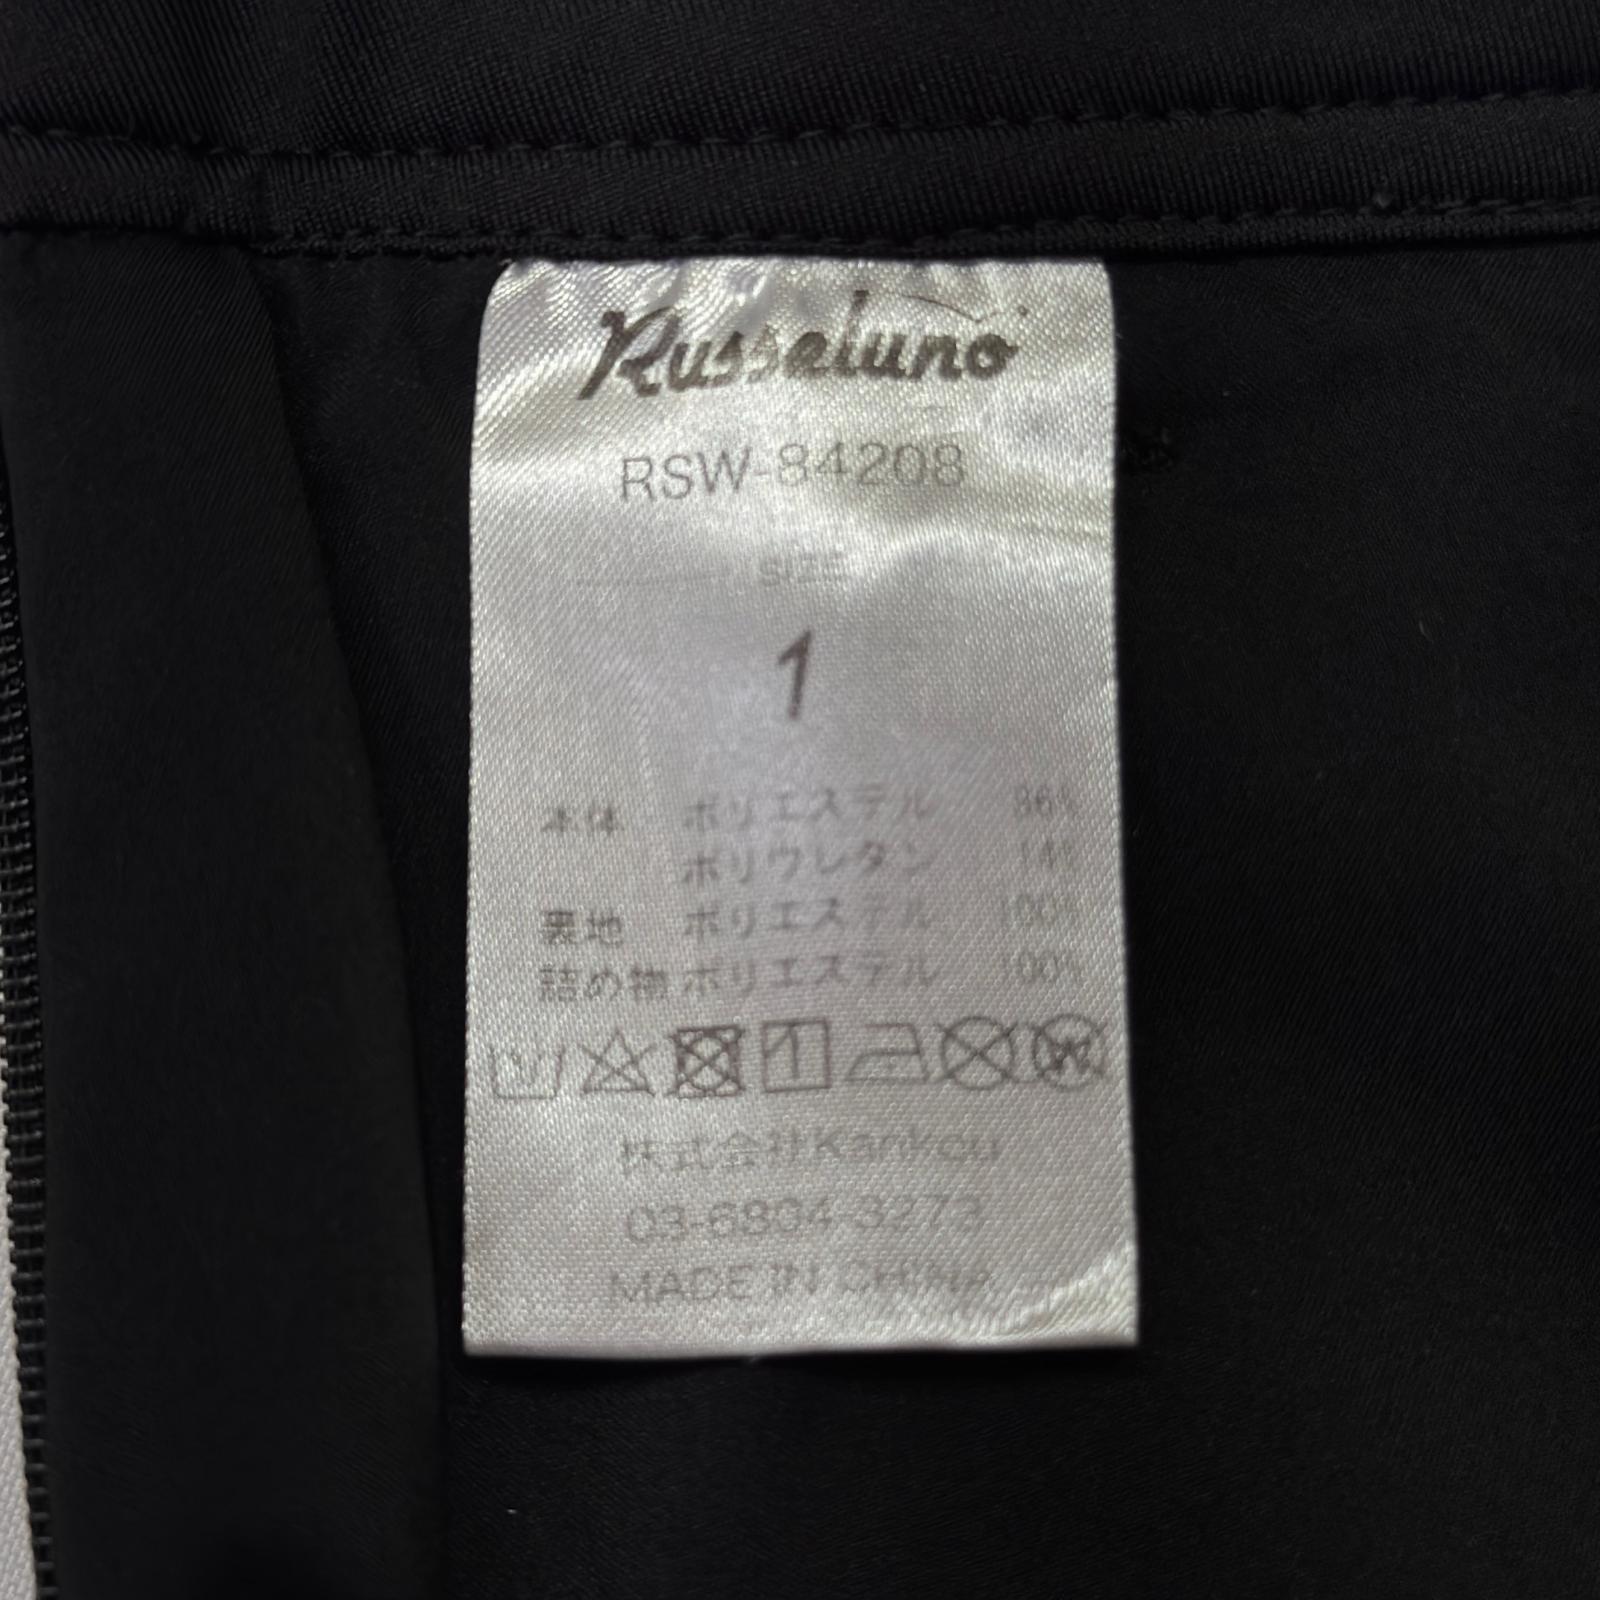 Russeluno
RSW-84208
SIZE
1
本体 ポリエステル 86%
ポリウレタン 14%
裏地 ポリエステル 100%
詰め物 ポリエステル 100%
株式会社Kankou
03-6804-3273
MADE IN CHINA